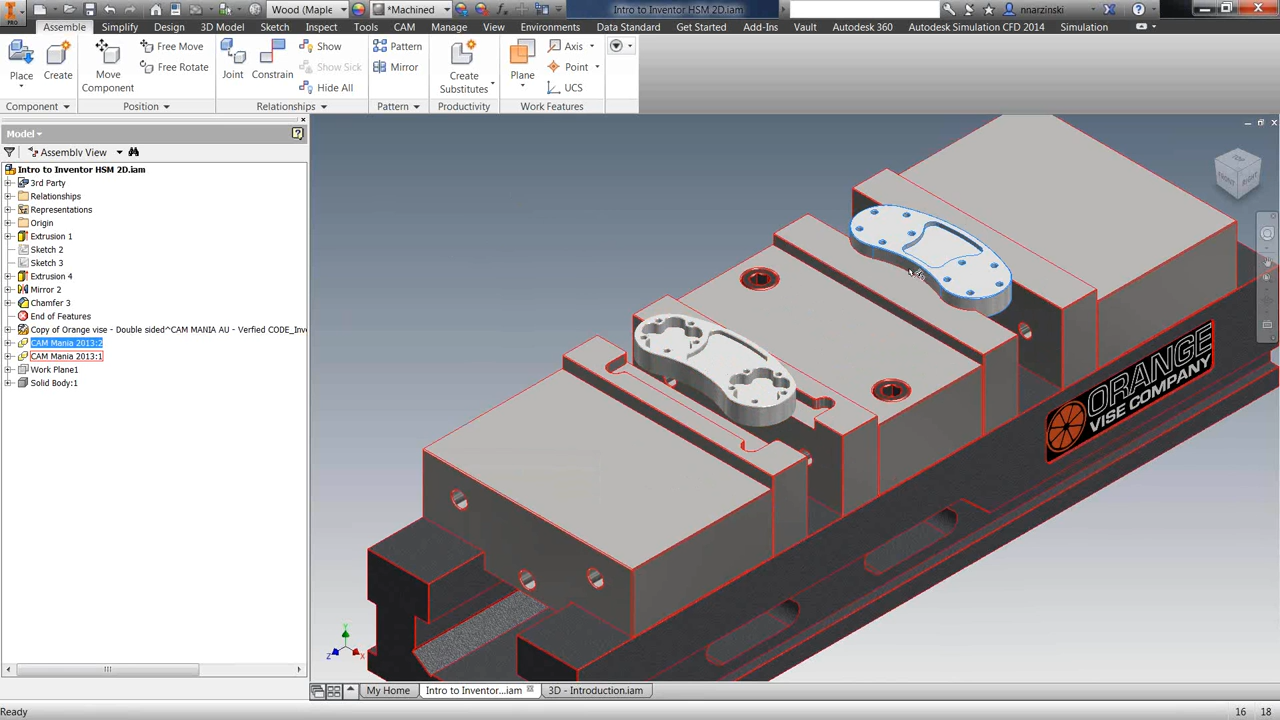 Wood (Maple
*Machined
Intro to Inventor HSM 2D.iam
nnarzinski
Assemble Simplify Design 3D Model Sketch Inspect Tools CAM Manage View Environments Data Standard Get Started Add-Ins Vault Autodesk 360 Autodesk Simulation CFD 2014 Simulation
Place
Create
Move
Component
Free Move
Free Rotate
Joint
Constrain
Show
Show Sick
Hide All
Pattern
Mirror
Create
Substitutes
Plane
Axis
Point
UCS
Component Position Relationships Pattern Productivity Work Features
Model
Assembly View
Intro to Inventor HSM 2D.iam
3rd Party
Relationships
Representations
Origin
Extrusion 1
Sketch 2
Sketch 3
Extrusion 4
Mirror 2
Chamfer 3
End of Features
Copy of Orange vise - Double sided^CAM MANIA AU - Verfied CODE_Inv
CAM Mania 2013:2
CAM Mania 2013:1
Work Plane1
Solid Body:1
TOP
ORANGE
VISE COMPANY
Y
Z
X
My Home Intro to Inventor...iam 3D - Introduction.iam
Ready
16 18